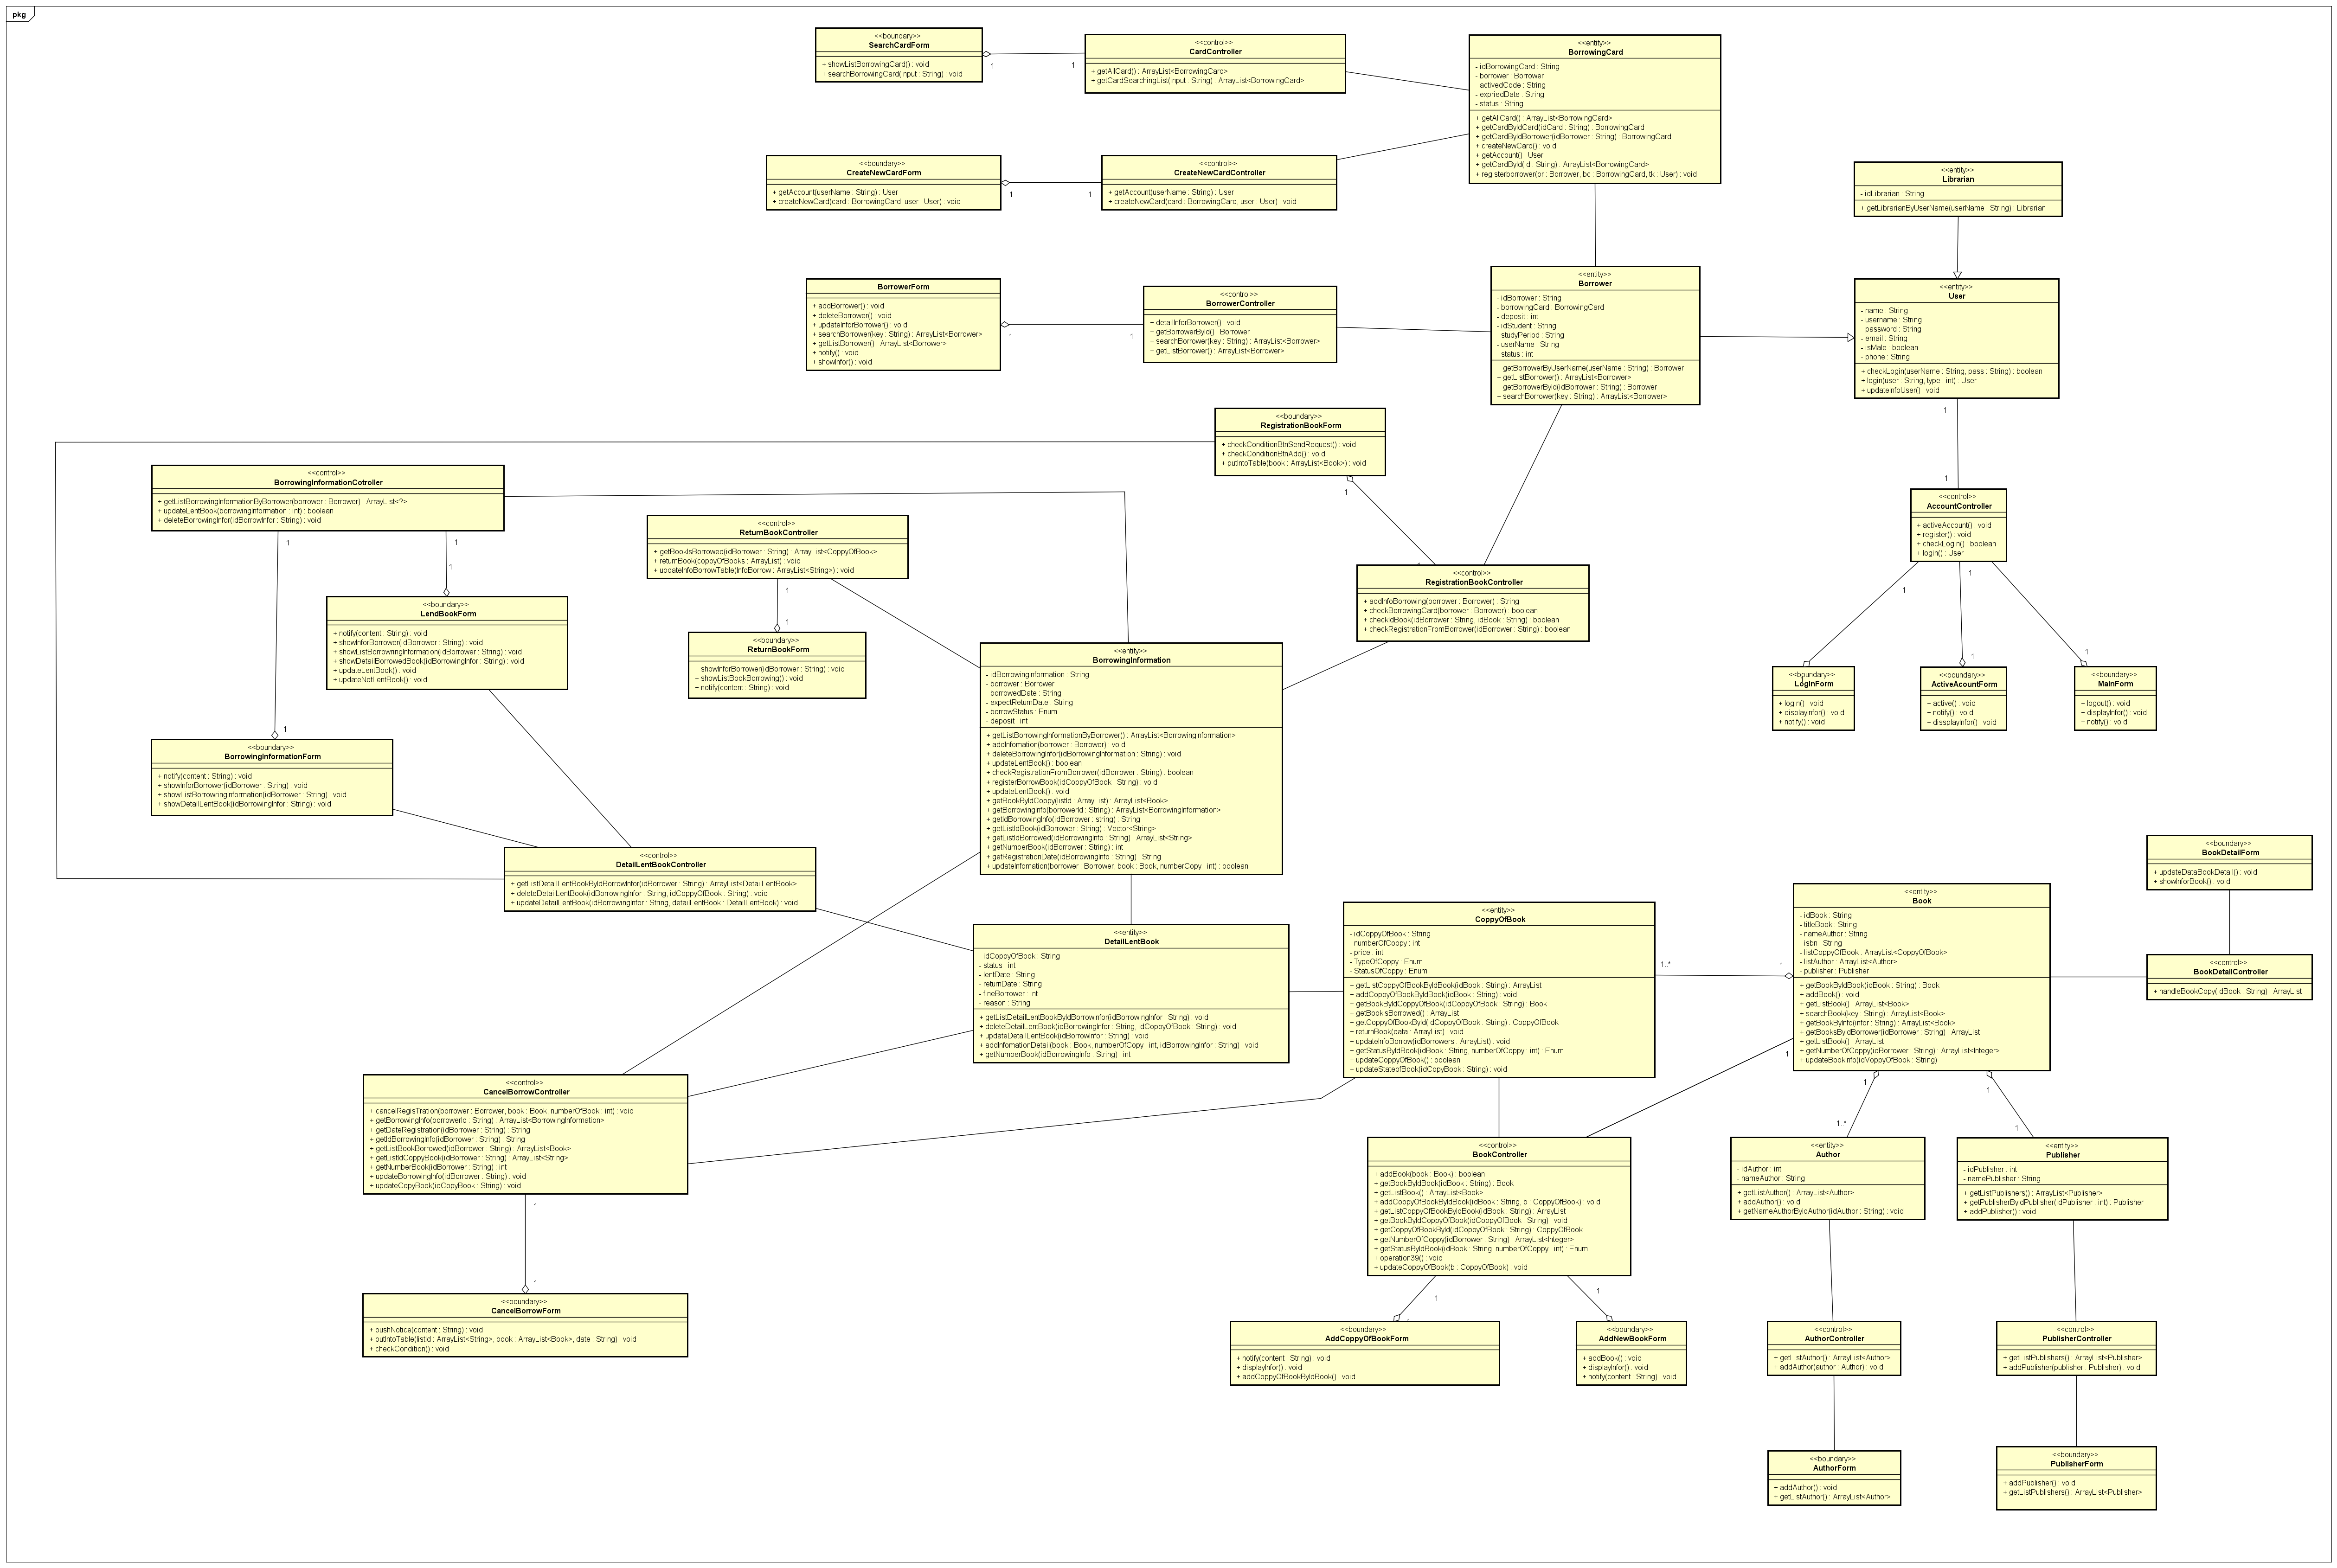 pkg
<<boundary>>
SearchCardForm
+ showListBorrowingCard() : void
+ searchBorrowingCard(input : String) : void
1
1
<<control>>
CardController
+ getAllCard() : ArrayList<BorrowingCard>
+ getCardSearchingList(input : String) : ArrayList<BorrowingCard>
<<entity>>
BorrowingCard
- idBorrowingCard : String
- borrower : Borrower
- activedCode : String
- expriedDate : String
- status : String
+ getAllCard() : ArrayList<BorrowingCard>
+ getCardByIdCard(idCard : String) : BorrowingCard
+ getCardByIdBorrower(idBorrower : String) : BorrowingCard
+ createNewCard() : void
+ getAccount() : User
+ getCardById(id : String) : ArrayList<BorrowingCard>
+ registerborrower(br : Borrower, bc : BorrowingCard, tk : User) : void
<<boundary>>
CreateNewCardForm
+ getAccount(userName : String) : User
+ createNewCard(card : BorrowingCard, user : User) : void
1
1
<<control>>
CreateNewCardController
+ getAccount(userName : String) : User
+ createNewCard(card : BorrowingCard, user : User) : void
<<entity>>
Librarian
- idLibrarian : String
+ getLibrarianByUserName(userName : String) : Librarian
BorrowerForm
+ addBorrower() : void
+ deleteBorrower() : void
+ updateInforBorrower() : void
+ searchBorrower(key : String) : ArrayList<Borrower>
+ getListBorrower() : ArrayList<Borrower>
+ notify() : void
+ showInfor() : void
1
1
<<control>>
BorrowerController
+ detailInforBorrower() : void
+ getBorrowerById() : Borrower
+ searchBorrower(key : String) : ArrayList<Borrower>
+ getListBorrower() : ArrayList<Borrower>
<<entity>>
Borrower
- idBorrower : String
- borrowingCard : BorrowingCard
- deposit : int
- idStudent : String
- studyPeriod : String
- userName : String
- status : int
+ getBorrowerByUserName(userName : String) : Borrower
+ getListBorrower() : ArrayList<Borrower>
+ getBorrowerById(idBorrower : String) : Borrower
+ searchBorrower(key : String) : ArrayList<Borrower>
<<entity>>
User
- name : String
- username : String
- password : String
- email : String
- isMale : boolean
- phone : String
+ checkLogin(userName : String, pass : String) : boolean
+ login(user : String, type : int) : User
+ updateInfoUser() : void
1
1
<<boundary>>
RegistrationBookForm
+ checkConditionBtnSendRequest() : void
+ checkConditionBtnAdd() : void
+ putIntoTable(book : ArrayList<Book>) : void
1
<<control>>
BorrowingInformationCotroller
+ getListBorrowingInformationByBorrower(borrower : Borrower) : ArrayList<?>
+ updateLentBook(borrowingInformation : int) : boolean
+ deleteBorrowingInfor(idBorrowInfor : String) : void
1
1
1
1
<<control>>
ReturnBookController
+ getBookIsBorrowed(idBorrower : String) : ArrayList<CoppyOfBook>
+ returnBook(coppyOfBooks : ArrayList) : void
+ updateInfoBorrowTable(InfoBorrow : ArrayList<String>) : void
1
1
<<control>>
AccountController
+ activeAccount() : void
+ register() : void
+ checkLogin() : boolean
+ login() : User
1
1
1
1
1
<<control>>
RegistrationBookController
+ addInfoBorrowing(borrower : Borrower) : String
+ checkBorrowingCard(borrower : Borrower) : boolean
+ checkIdBook(idBorrower : String, idBook : String) : boolean
+ checkRegistrationFromBorrower(idBorrower : String) : boolean
<<boundary>>
LendBookForm
+ notify(content : String) : void
+ showInforBorrower(idBorrower : String) : void
+ showListBorrowringInformation(idBorrower : String) : void
+ showDetailBorrowedBook(idBorrowingInfor : String) : void
+ updateLentBook() : void
+ updateNotLentBook() : void
<<boundary>>
ReturnBookForm
+ showInforBorrower(idBorrower : String) : void
+ showListBookBorrowing() : void
+ notify(content : String) : void
<<entity>>
BorrowingInformation
- idBorrowingInformation : String
- borrower : Borrower
- borrowedDate : String
- expectReturnDate : String
- borrowStatus : Enum
- deposit : int
+ getListBorrowingInformationByBorrower() : ArrayList<BorrowingInformation>
+ addInfomation(borrower : Borrower) : void
+ deleteBorrowingInfor(idBorrowingInformation : String) : void
+ updateLentBook() : boolean
+ checkRegistrationFromBorrower(idBorrower : String) : boolean
+ registerBorrowBook(idCoppyOfBook : String) : void
+ updateLentBook() : void
+ getBookByIdCoppy(listId : ArrayList) : ArrayList<Book>
+ getBorrowingInfo(borrowerId : String) : ArrayList<BorrowingInformation>
+ getIdBorrowingInfo(idBorrower : string) : String
+ getListIdBook(idBorrower : String) : Vector<String>
+ getListIdBorrowed(idBorrowingInfo : String) : ArrayList<String>
+ getNumberBook(idBorrower : String) : int
+ getRegistrationDate(idBorrowingInfo : String) : String
+ updateInfomation(borrower : Borrower, book : Book, numberCopy : int) : boolean
<<boundary>>
LoginForm
+ login() : void
+ displayInfor() : void
+ notify() : void
<<boundary>>
ActiveAcountForm
+ active() : void
+ notify() : void
+ dissplayInfor() : void
<<boundary>>
MainForm
+ logout() : void
+ displayInfor() : void
+ notify() : void
<<boundary>>
BorrowingInformationForm
+ notify(content : String) : void
+ showInforBorrower(idBorrower : String) : void
+ showListBorrowringInformation(idBorrower : String) : void
+ showDetailLentBook(idBorrowingInfor : String) : void
<<control>>
DetailLentBookController
+ getListDetailLentBookByIdBorrowInfor(idBorrower : String) : ArrayList<DetailLentBook>
+ deleteDetailLentBook(idBorrowingInfor : String, idCoppyOfBook : String) : void
+ updateDetailLentBook(idBorrowingInfor : String, detailLentBook : DetailLentBook) : void
<<boundary>>
BookDetailForm
+ updateDataBookDetail() : void
+ showInforBook() : void
<<entity>>
DetailLentBook
- idCoppyOfBook : String
- status : int
- lentDate : String
- returnDate : String
- fineBorrower : int
- reason : String
+ getListDetailLentBookByIdBorrowInfor(idBorrowingInfor : String) : void
+ deleteDetailLentBook(idBorrowingInfor : String, idCoppyOfBook : String) : void
+ updateDetailLentBook(idBorrowInfor : String) : void
+ addInfomationDetail(book : Book, numberOfCopy : int, idBorrowingInfor : String) : void
+ getNumberBook(idBorrowingInfo : String) : int
<<entity>>
CoppyOfBook
- idCoppyOfBook : String
- numberOfCoopy : int
- price : int
- TypeOfCoppy : Enum
- StatusOfCoppy : Enum
+ getListCoppyOfBookByIdBook(idBook : String) : ArrayList
+ addCoppyOfBookByIdBook(idBook : String) : void
+ getBookByIdCoppyOfBook(idCoppyOfBook : String) : Book
+ getBookIsBorrowed() : ArrayList
+ getCoppyOfBookById(idCoppyOfBook : String) : CoppyOfBook
+ returnBook(data : ArrayList) : void
+ updateInfoBorrow(idBorrowers : ArrayList) : void
+ getStatusByIdBook(idBook : String, numberOfCoppy : int) : Enum
+ updateCoppyOfBook() : boolean
+ updateStateofBook(idCopyBook : String) : void
1..*
1
<<entity>>
Book
- idBook : String
- titleBook : String
- nameAuthor : String
- isbn : String
- listCoppyOfBook : ArrayList<CoppyOfBook>
- listAuthor : ArrayList<Author>
- publisher : Publisher
+ getBookByIdBook(idBook : String) : Book
+ addBook() : void
+ getListBook() : ArrayList<Book>
+ searchBook(key : String) : ArrayList<Book>
+ getBookByInfo(infor : String) : ArrayList<Book>
+ getBooksByIdBorrower(idBorrower : String) : ArrayList
+ getListBook() : ArrayList
+ getNumberOfCoppy(idBorrower : String) : ArrayList<Integer>
+ updateBookInfo(idVoppyOfBook : String)
1
1
1..*
1
1
<<control>>
BookDetailController
+ handleBookCopy(idBook : String) : ArrayList
<<control>>
CancelBorrowController
+ cancelRegisTration(borrower : Borrower, book : Book, numberOfBook : int) : void
+ getBorrowingInfo(borrowerId : String) : ArrayList<BorrowingInformation>
+ getDateRegistration(idBorrower : String) : String
+ getIdBorrowingInfo(idBorrower : String) : String
+ getListBookBorrowed(idBorrower : String) : ArrayList<Book>
+ getListIdCoppyBook(idBorrower : String) : ArrayList<String>
+ getNumberBook(idBorrower : String) : int
+ updateBorrowingInfo(idBorrower : String) : void
+ updateCopyBook(idCopyBook : String) : void
1
1
<<control>>
BookController
+ addBook(book : Book) : boolean
+ getBookByIdBook(idBook : String) : Book
+ getListBook() : ArrayList<Book>
+ addCoppyOfBookByIdBook(idBook : String, b : CoppyOfBook) : void
+ getListCoppyOfBookByIdBook(idBook : String) : ArrayList
+ getBookByIdCoppyOfBook(idCoppyOfBook : String) : void
+ getCoppyOfBookById(idCoppyOfBook : String) : CoppyOfBook
+ getNumberOfCoppy(idBorrower : String) : ArrayList<Integer>
+ getStatusByIdBook(idBook : String, numberOfCoppy : int) : Enum
+ operation39() : void
+ updateCoppyOfBook(b : CoppyOfBook) : void
1
1
1
<<entity>>
Author
- idAuthor : int
- nameAuthor : String
+ getListAuthor() : ArrayList<Author>
+ addAuthor() : void
+ getNameAuthorByIdAuthor(idAuthor : String) : void
<<entity>>
Publisher
- idPublisher : int
- namePublisher : String
+ getListPublishers() : ArrayList<Publisher>
+ getPublisherByIdPublisher(idPublisher : int) : Publisher
+ addPublisher() : void
<<boundary>>
CancelBorrowForm
+ pushNotice(content : String) : void
+ putIntoTable(listId : ArrayList<String>, book : ArrayList<Book>, date : String) : void
+ checkCondition() : void
<<boundary>>
AddCoppyOfBookForm
+ notify(content : String) : void
+ displayInfor() : void
+ addCoppyOfBookByIdBook() : void
<<boundary>>
AddNewBookForm
+ addBook() : void
+ displayInfor() : void
+ notify(content : String) : void
<<control>>
AuthorController
+ getListAuthor() : ArrayList<Author>
+ addAuthor(author : Author) : void
<<control>>
PublisherController
+ getListPublishers() : ArrayList<Publisher>
+ addPublisher(publisher : Publisher) : void
<<boundary>>
AuthorForm
+ addAuthor() : void
+ getListAuthor() : ArrayList<Author>
<<boundary>>
PublisherForm
+ addPublisher() : void
+ getListPublishers() : ArrayList<Publisher>